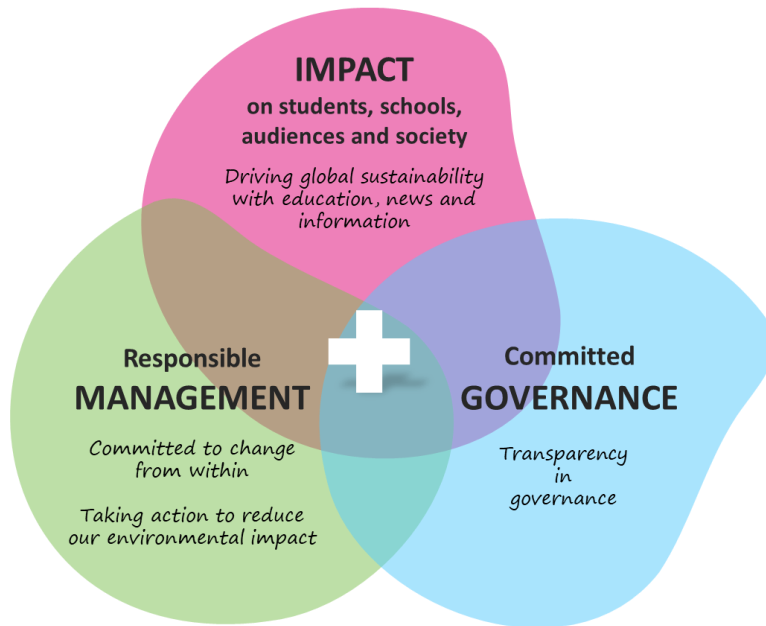 IMPACT
on students, schools,
audiences and society
Driving global sustainability
with education, news and
information
Responsible
MANAGEMENT
Committed to change
from within
Taking action to reduce
our environmental impact
Committed
GOVERNANCE
Transparency
in
governance